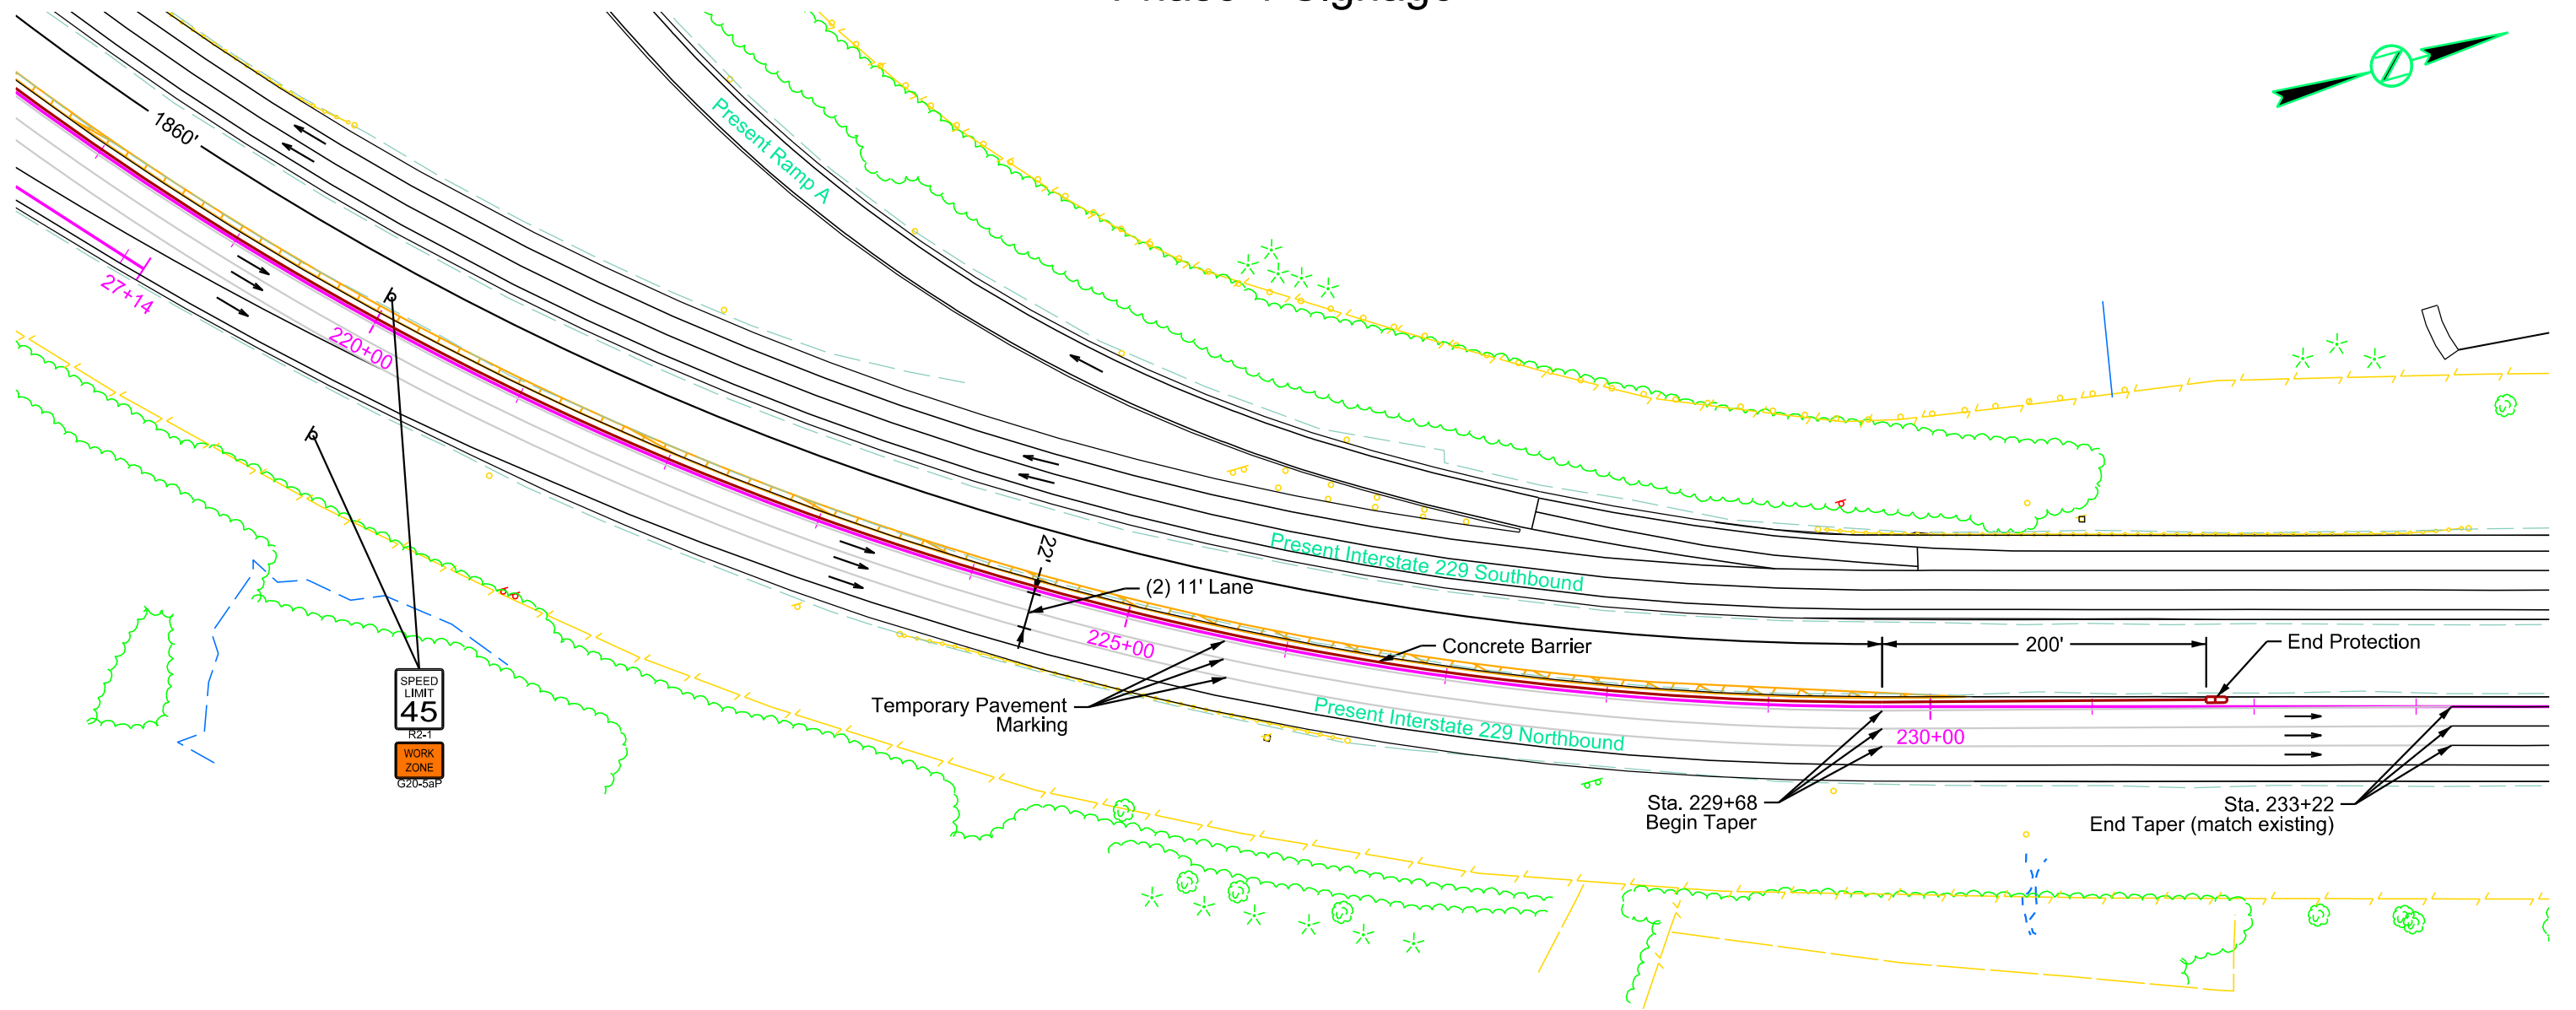 1860'
Present Ramp A
27+14
220+00
22'
(2) 11' Lane
Present Interstate 229 Southbound
225+00
Concrete Barrier
200'
End Protection
Temporary Pavement
Marking
Present Interstate 229 Northbound
230+00
SPEED
LIMIT
45
R2-1
WORK
ZONE
G20-5aP
Sta. 229+68
Begin Taper
Sta. 233+22
End Taper (match existing)